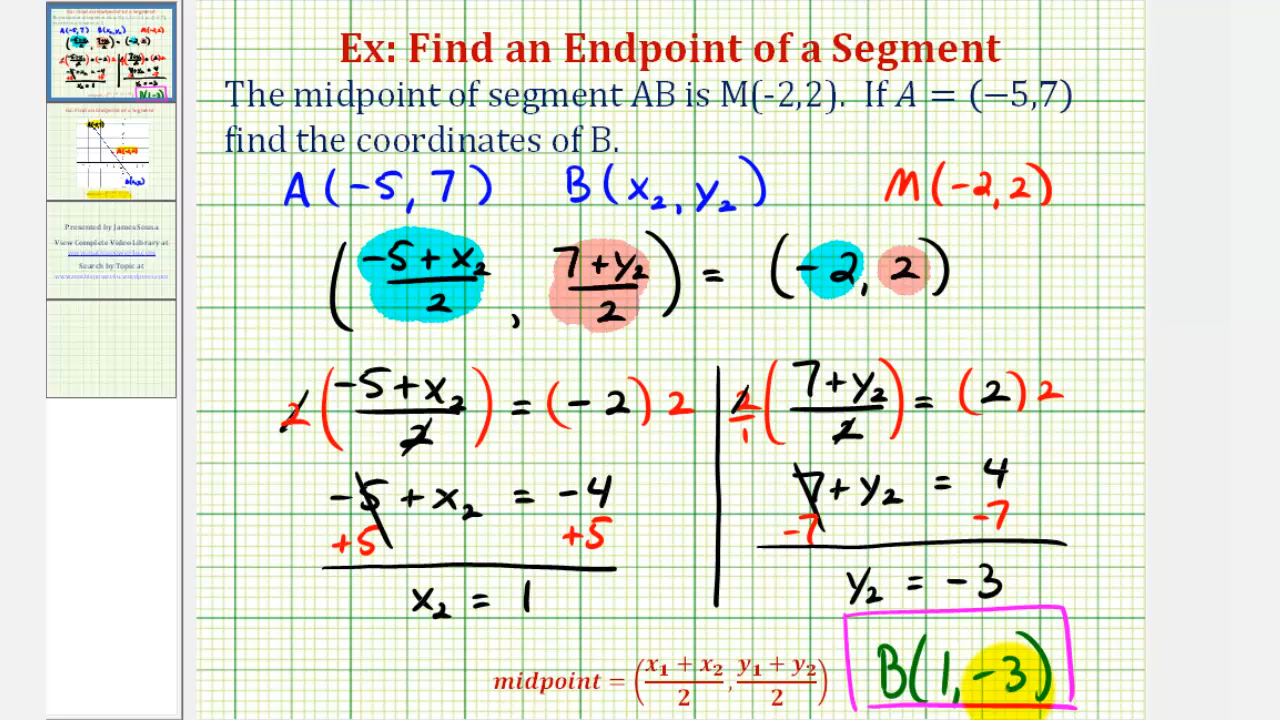 Ex: Find an Endpoint of a Segment
The midpoint of segment AB is M(-2,2). If A = (−5,7)
find the coordinates of B.
A(-5,7) B(x₂,y₂) M(-2,2)
((-5+x₂)/2, (7+y₂)/2) = (-2, 2)
2((-5+x₂)/2) = (-2)2
-5+x₂ = -4
+5 +5
x₂ = 1
2/1((7+y₂)/2) = (2)2
7+y₂ = 4
-7 -7
y₂ = -3
B(1,-3)
midpoint = ((x₁ + x₂)/2, (y₁ + y₂)/2)
Presented by James Sousa
View Complete Video Library at
Search by Topic at